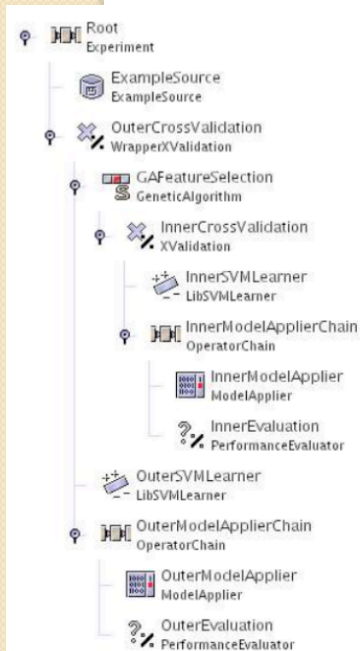 Root
Experiment
ExampleSource
ExampleSource
OuterCrossValidation
WrapperXValidation
GAFeatureSelection
GeneticAlgorithm
InnerCrossValidation
XValidation
InnerSVMLearner
LibSVMLearner
InnerModelApplierChain
OperatorChain
InnerModelApplier
ModelApplier
InnerEvaluation
PerformanceEvaluator
OuterSVMLearner
LibSVMLearner
OuterModelApplierChain
OperatorChain
OuterModelApplier
ModelApplier
OuterEvaluation
PerformanceEvaluator